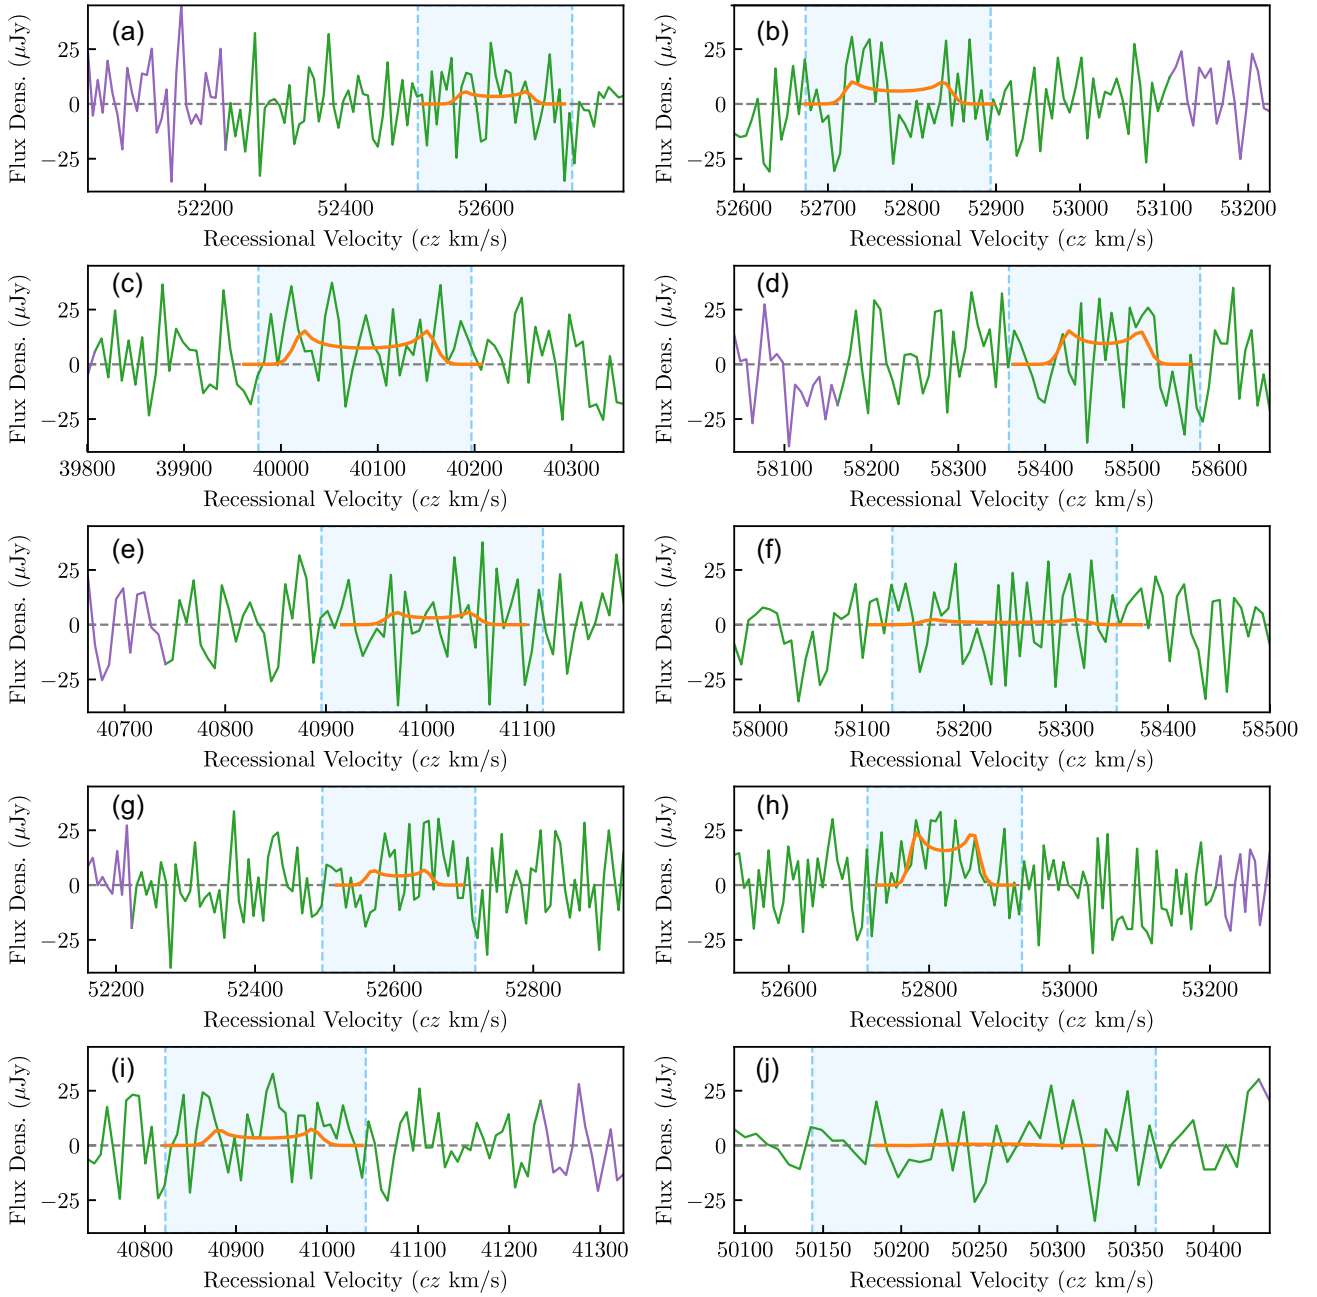 (a) (b)
Flux Dens. (μJy) 25 0 −25 Flux Dens. (μJy) 25 0 −25
52200 52400 52600 52600 52700 52800 52900 53000 53100 53200
Recessional Velocity (cz km/s) Recessional Velocity (cz km/s)
(c) (d)
Flux Dens. (μJy) 25 0 −25 Flux Dens. (μJy) 25 0 −25
39800 39900 40000 40100 40200 40300 58100 58200 58300 58400 58500 58600
Recessional Velocity (cz km/s) Recessional Velocity (cz km/s)
(e) (f)
Flux Dens. (μJy) 25 0 −25 Flux Dens. (μJy) 25 0 −25
40700 40800 40900 41000 41100 58000 58100 58200 58300 58400 58500
Recessional Velocity (cz km/s) Recessional Velocity (cz km/s)
(g) (h)
Flux Dens. (μJy) 25 0 −25 Flux Dens. (μJy) 25 0 −25
52200 52400 52600 52800 52600 52800 53000 53200
Recessional Velocity (cz km/s) Recessional Velocity (cz km/s)
(i) (j)
Flux Dens. (μJy) 25 0 −25 Flux Dens. (μJy) 25 0 −25
40800 40900 41000 41100 41200 41300 50100 50150 50200 50250 50300 50350 50400
Recessional Velocity (cz km/s) Recessional Velocity (cz km/s)